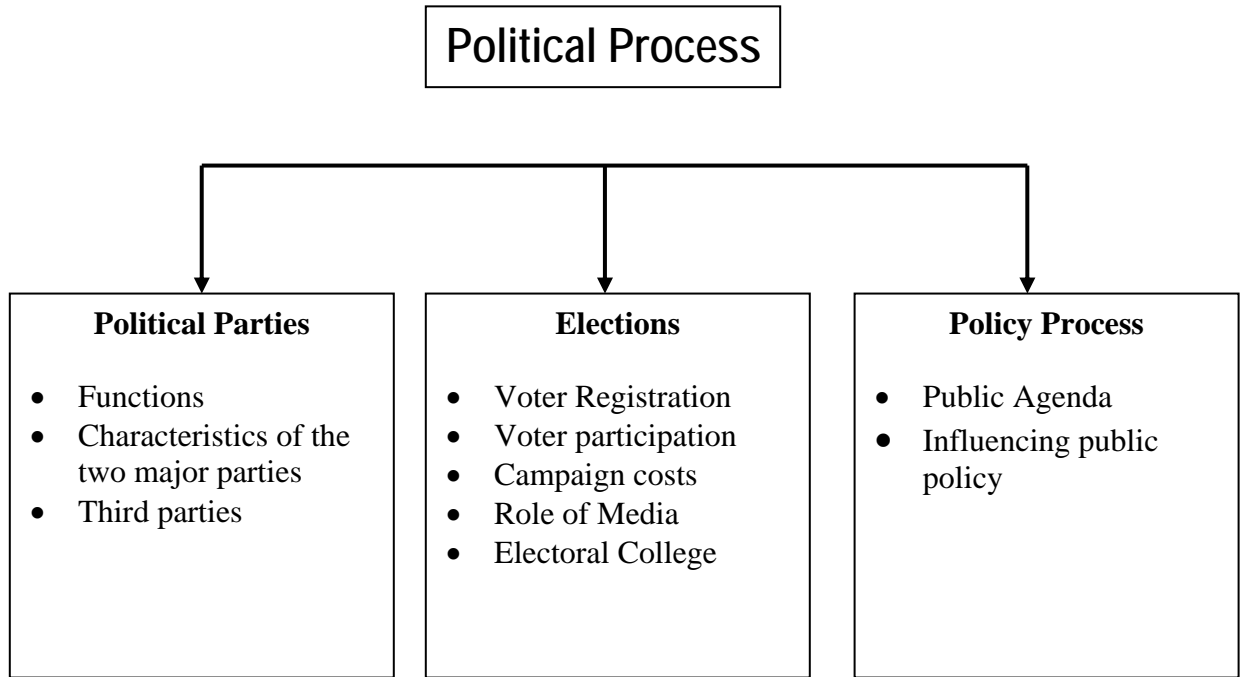 Political Process
Political Parties
• Functions
• Characteristics of the
two major parties
• Third parties
Elections
• Voter Registration
• Voter participation
• Campaign costs
• Role of Media
• Electoral College
Policy Process
• Public Agenda
• Influencing public
policy